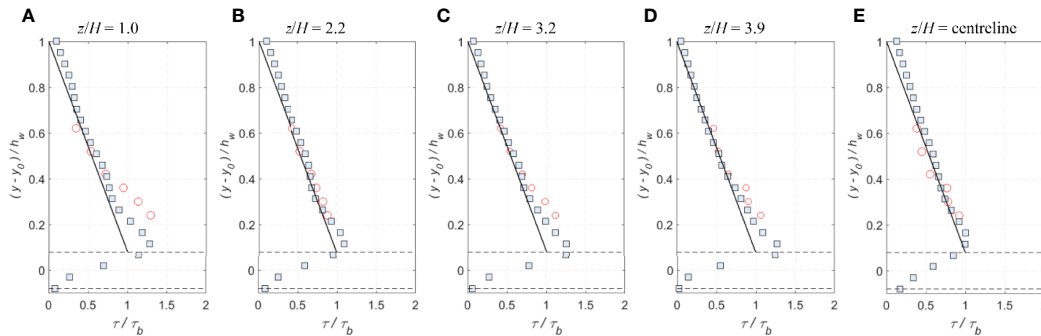 A
z/H = 1.0
B
z/H = 2.2
C
z/H = 3.2
D
z/H = 3.9
E
z/H = centreline
1
0.8
0.6
0.4
0.2
0
(y - y0) / hw
0 0.5 1 1.5 2
τ / τb
1
0.8
0.6
0.4
0.2
0
(y - y0) / hw
0 0.5 1 1.5 2
τ / τb
1
0.8
0.6
0.4
0.2
0
(y - y0) / hw
0 0.5 1 1.5 2
τ / τb
1
0.8
0.6
0.4
0.2
0
(y - y0) / hw
0 0.5 1 1.5 2
τ / τb
1
0.8
0.6
0.4
0.2
0
(y - y0) / hw
0 0.5 1 1.5 2
τ / τb